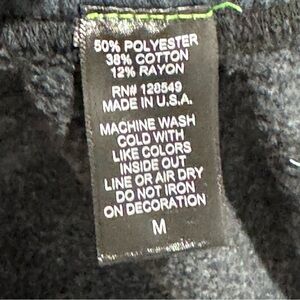 50% POLYESTER
38% COTTON
12% RAYON
RN# 128549
MADE IN U.S.A.
MACHINE WASH
COLD WITH
LIKE COLORS
INSIDE OUT
LINE OR AIR DRY
DO NOT IRON
ON DECORATION
M